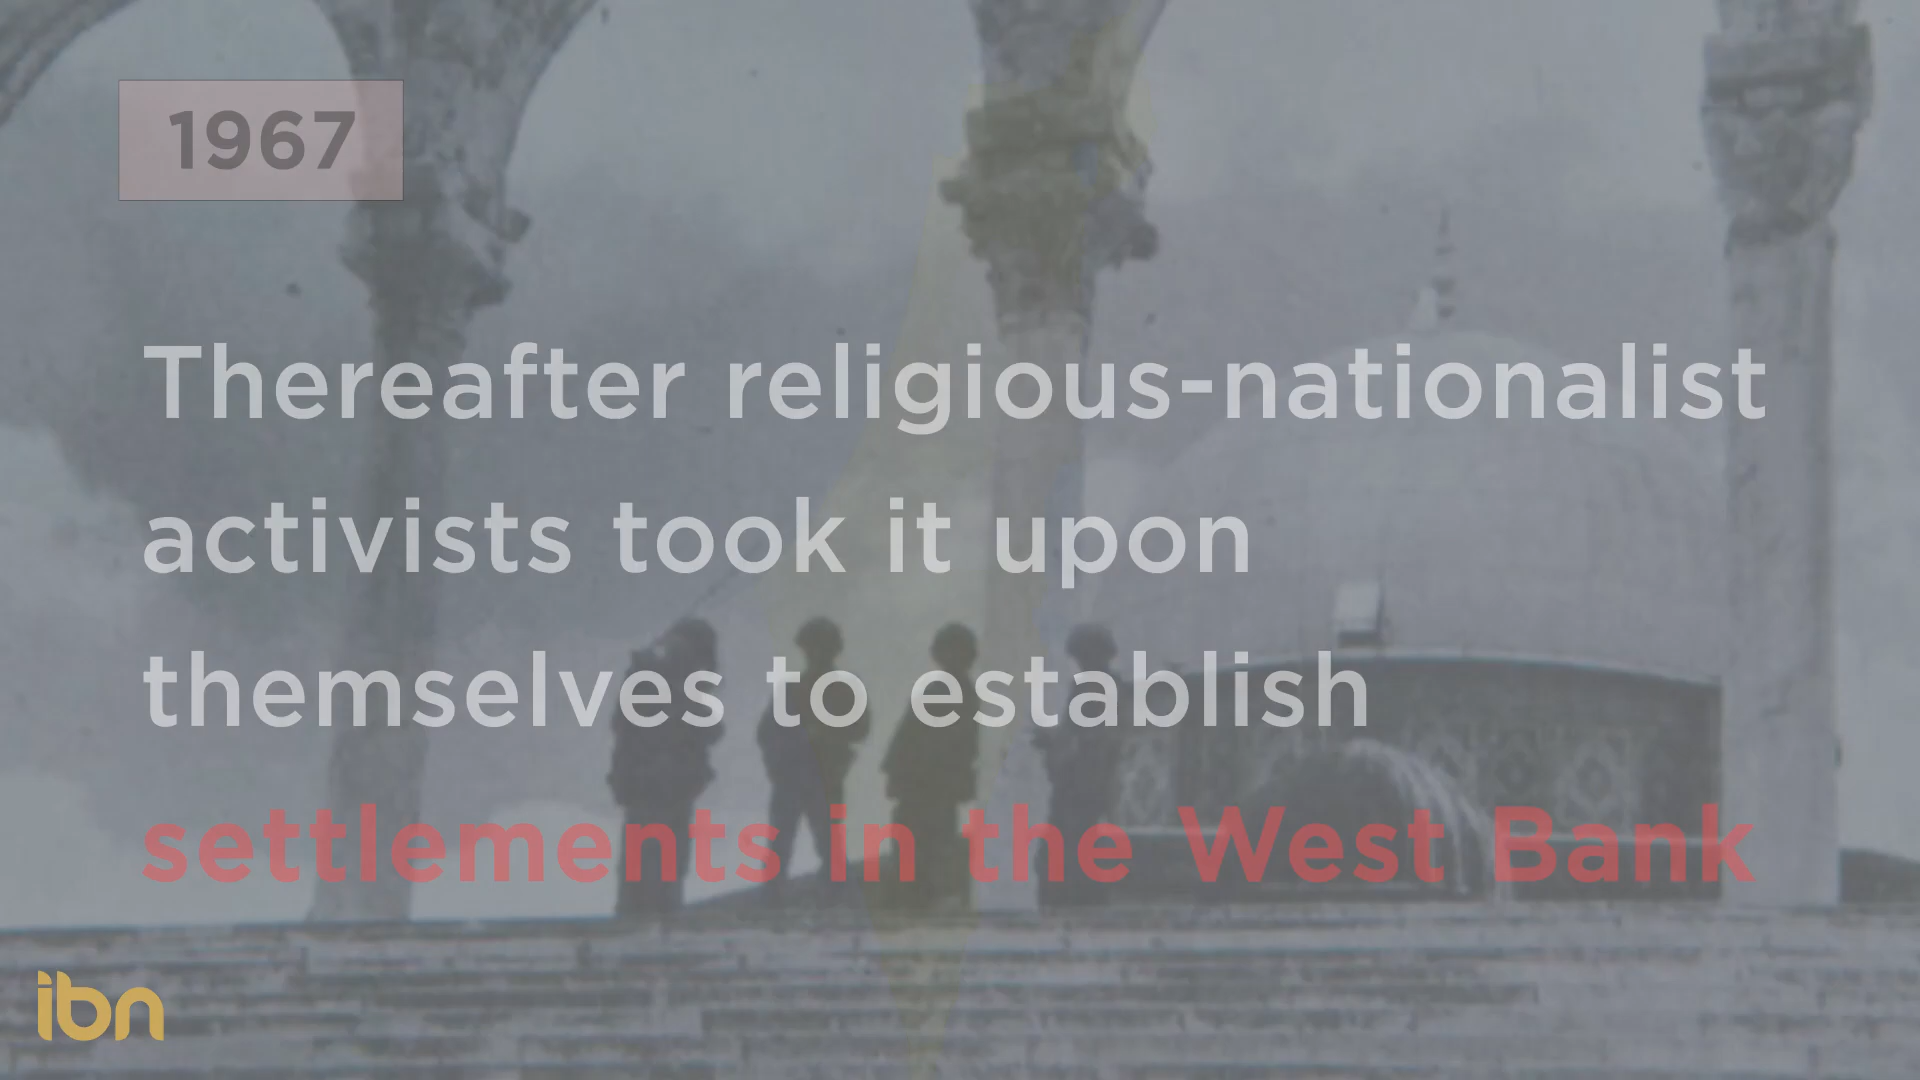 1967
Thereafter religious-nationalist
activists took it upon
themselves to establish
settlements in the West Bank
ibn